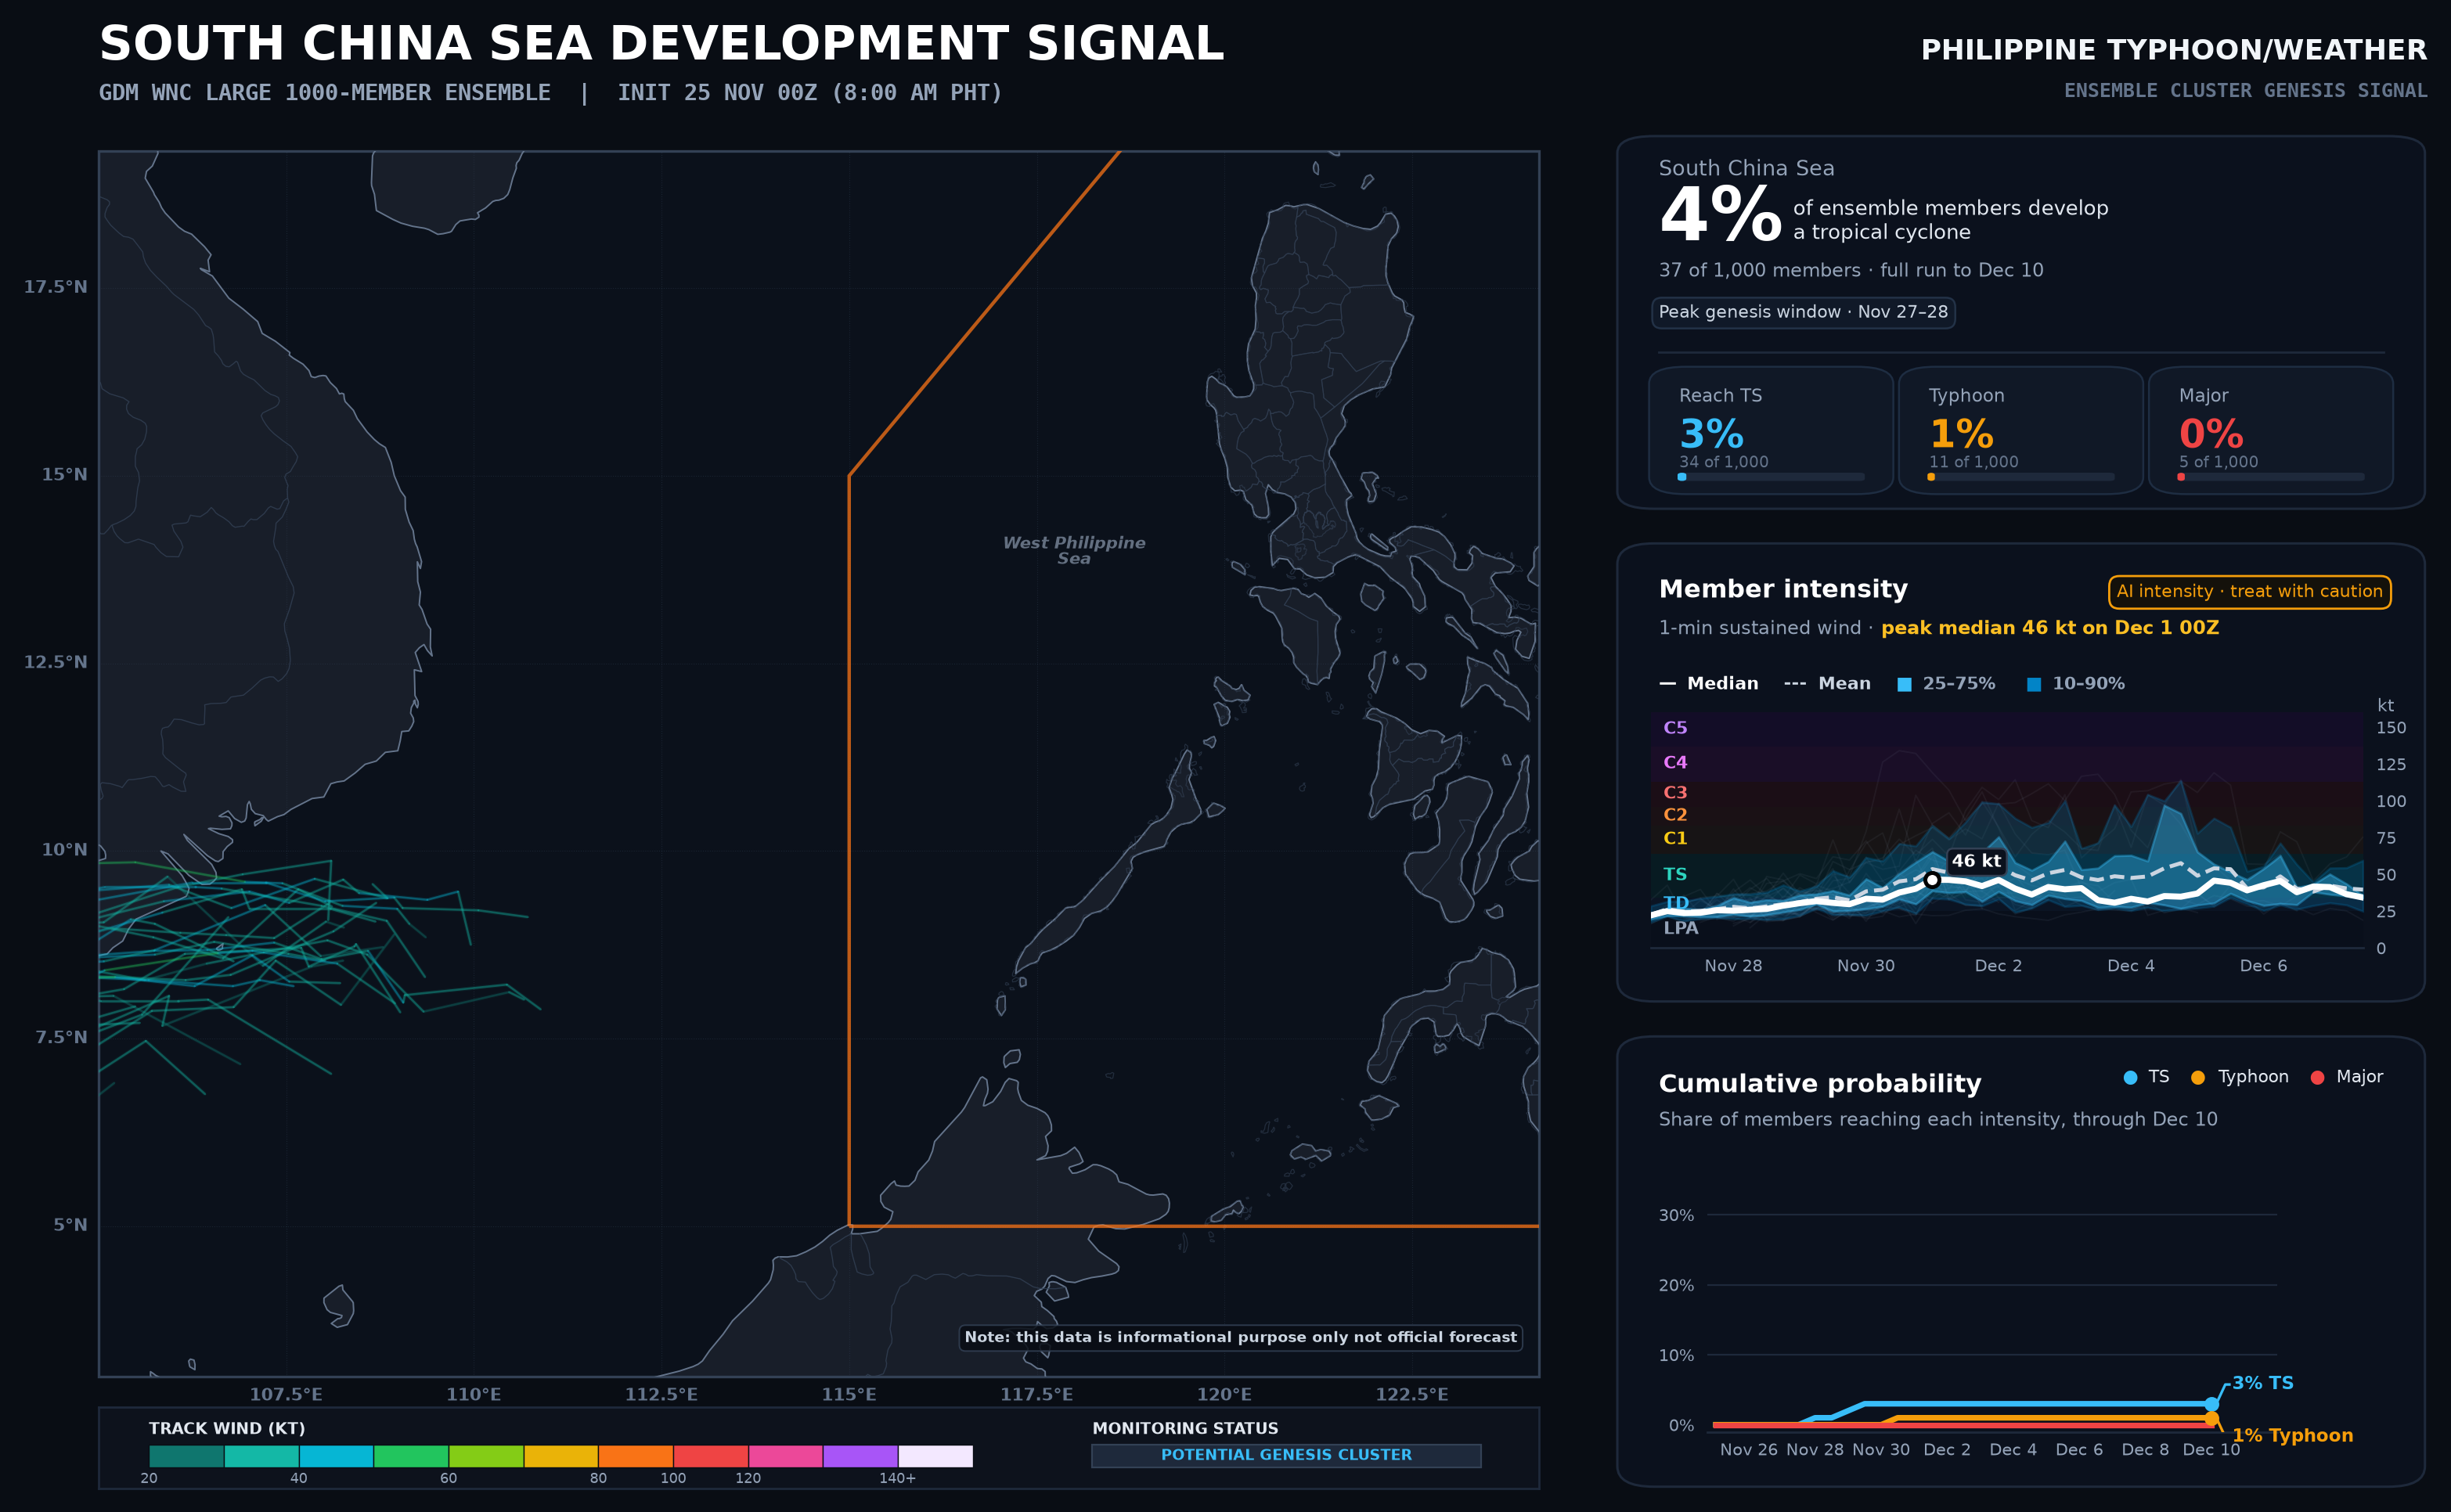 SOUTH CHINA SEA DEVELOPMENT SIGNAL
GDM WNC LARGE 1000-MEMBER ENSEMBLE | INIT 25 NOV 00Z (8:00 AM PHT)
PHILIPPINE TYPHOON/WEATHER
ENSEMBLE CLUSTER GENESIS SIGNAL
17.5°N
15°N
12.5°N
10°N
7.5°N
5°N
West Philippine
Sea
Note: this data is informational purpose only not official forecast
107.5°E 110°E 112.5°E 115°E 117.5°E 120°E 122.5°E
TRACK WIND (KT)
20 40 60 80 100 120 140+
MONITORING STATUS
POTENTIAL GENESIS CLUSTER
South China Sea
4% of ensemble members develop
a tropical cyclone
37 of 1,000 members · full run to Dec 10
Peak genesis window · Nov 27–28
Reach TS
3%
34 of 1,000
Typhoon
1%
11 of 1,000
Major
0%
5 of 1,000
Member intensity
AI intensity · treat with caution
1-min sustained wind · peak median 46 kt on Dec 1 00Z
Median Mean 25–75% 10–90%
kt
C5 150
C4 125
C3 100
C2
C1 75
46 kt
TS 50
TD 25
LPA 0
Nov 28 Nov 30 Dec 2 Dec 4 Dec 6
Cumulative probability
TS Typhoon Major
Share of members reaching each intensity, through Dec 10
30%
20%
10%
3% TS
0%
1% Typhoon
Nov 26 Nov 28 Nov 30 Dec 2 Dec 4 Dec 6 Dec 8 Dec 10